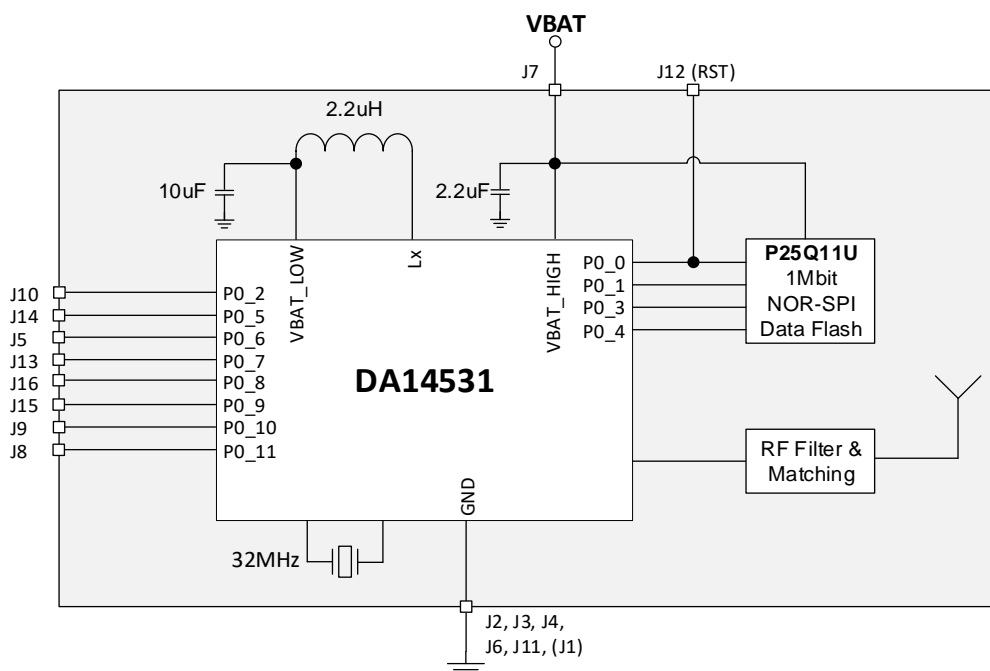 VBAT
J7
J12 (RST)
2.2uH
10uF
2.2uF
VBAT_LOW
Lx
VBAT_HIGH
P0_0
P0_1
P0_3
P0_4
P25Q11U
1Mbit
NOR-SPI
Data Flash
J10
J14
J5
J13
J16
J15
J9
J8
P0_2
P0_5
P0_6
P0_7
P0_8
P0_9
P0_10
P0_11
DA14531
RF Filter &
Matching
GND
32MHz
J2, J3, J4,
J6, J11, (J1)